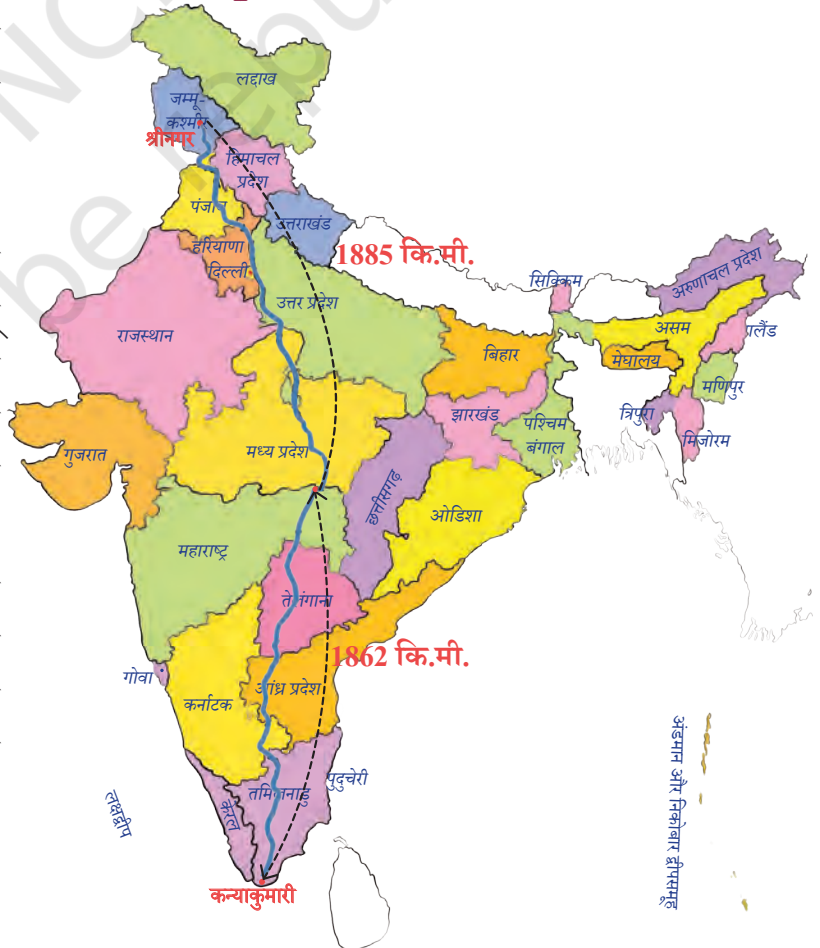 लद्दाख
जम्मू-
कश्मीर
श्रीनगर
हिमाचल
प्रदेश
पंजाब
उत्तराखंड
हरियाणा
दिल्ली
1885 कि.मी.
अरुणाचल प्रदेश
सिक्किम
उत्तर प्रदेश
राजस्थान
असम
गालैंड
बिहार
मेघालय
मणिपुर
झारखंड
त्रिपुरा
पश्चिम
बंगाल
मिजोरम
गुजरात
मध्य प्रदेश
छत्तीसगढ़
ओडिशा
महाराष्ट्र
तेलंगाना
1862 कि.मी.
गोवा
कर्नाटक
आंध्र प्रदेश
पुदुचेरी
तमिलनाडु
केरल
लक्षद्वीप
अंडमान और निकोबार द्वीपसमूह
कन्याकुमारी